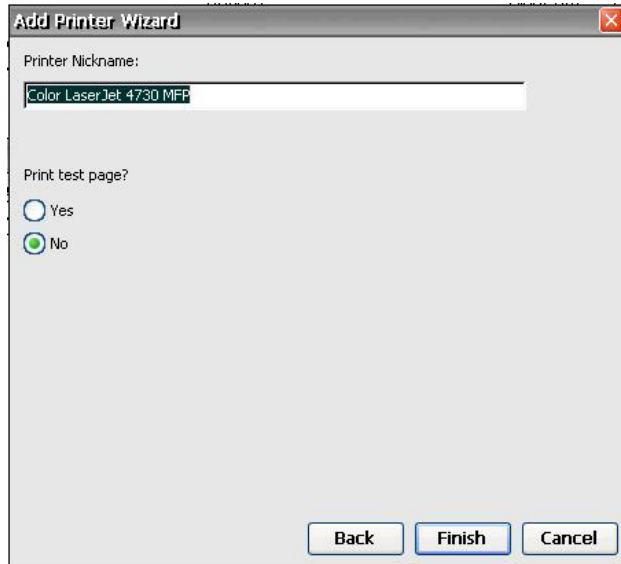 Add Printer Wizard
Printer Nickname:
Color LaserJet 4730 MFP
Print test page?
Yes
No
Back Finish Cancel